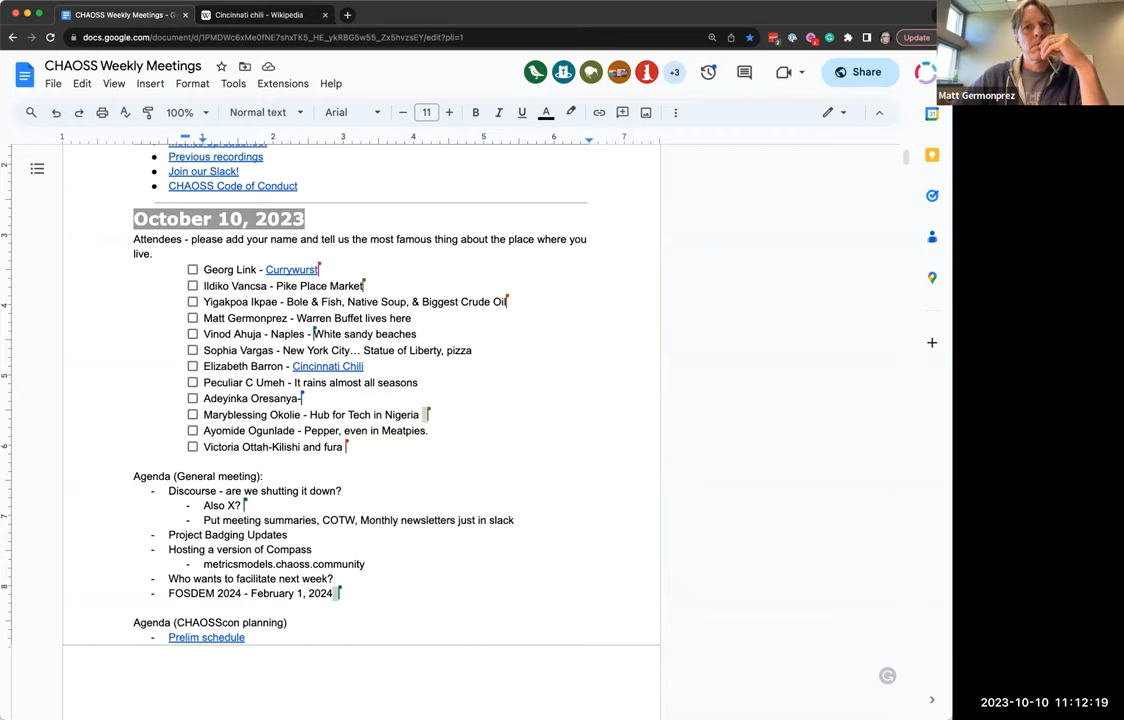 CHAOSS Weekly Meetings - G
Cincinnati chili - Wikipedia
docs.google.com/document/d/1PMDWc6xMe0fNE7shxTK5_HE_ykRBG5w55_Zx5hvzsEY/edit?pli=1
Update
CHAOSS Weekly Meetings
File Edit View Insert Format Tools Extensions Help
+3
Share
Matt Germonprez
100% Normal text Arial 11 B I U A
1 1 2 3 4 5 6 7
Previous recordings
Join our Slack!
CHAOSS Code of Conduct
October 10, 2023
Attendees - please add your name and tell us the most famous thing about the place where you
live.
Georg Link - Currywurst
Ildiko Vancsa - Pike Place Market
Yigakpoa Ikpae - Bole & Fish, Native Soup, & Biggest Crude Oil
Matt Germonprez - Warren Buffet lives here
Vinod Ahuja - Naples - White sandy beaches
Sophia Vargas - New York City… Statue of Liberty, pizza
Elizabeth Barron - Cincinnati Chili
Peculiar C Umeh - It rains almost all seasons
Adeyinka Oresanya-
Maryblessing Okolie - Hub for Tech in Nigeria
Ayomide Ogunlade - Pepper, even in Meatpies.
Victoria Ottah-Kilishi and fura
Agenda (General meeting):
- Discourse - are we shutting it down?
- Also X?
- Put meeting summaries, COTW, Monthly newsletters just in slack
- Project Badging Updates
- Hosting a version of Compass
- metricsmodels.chaoss.community
- Who wants to facilitate next week?
- FOSDEM 2024 - February 1, 2024
Agenda (CHAOSScon planning)
- Prelim schedule
2023-10-10 11:12:19